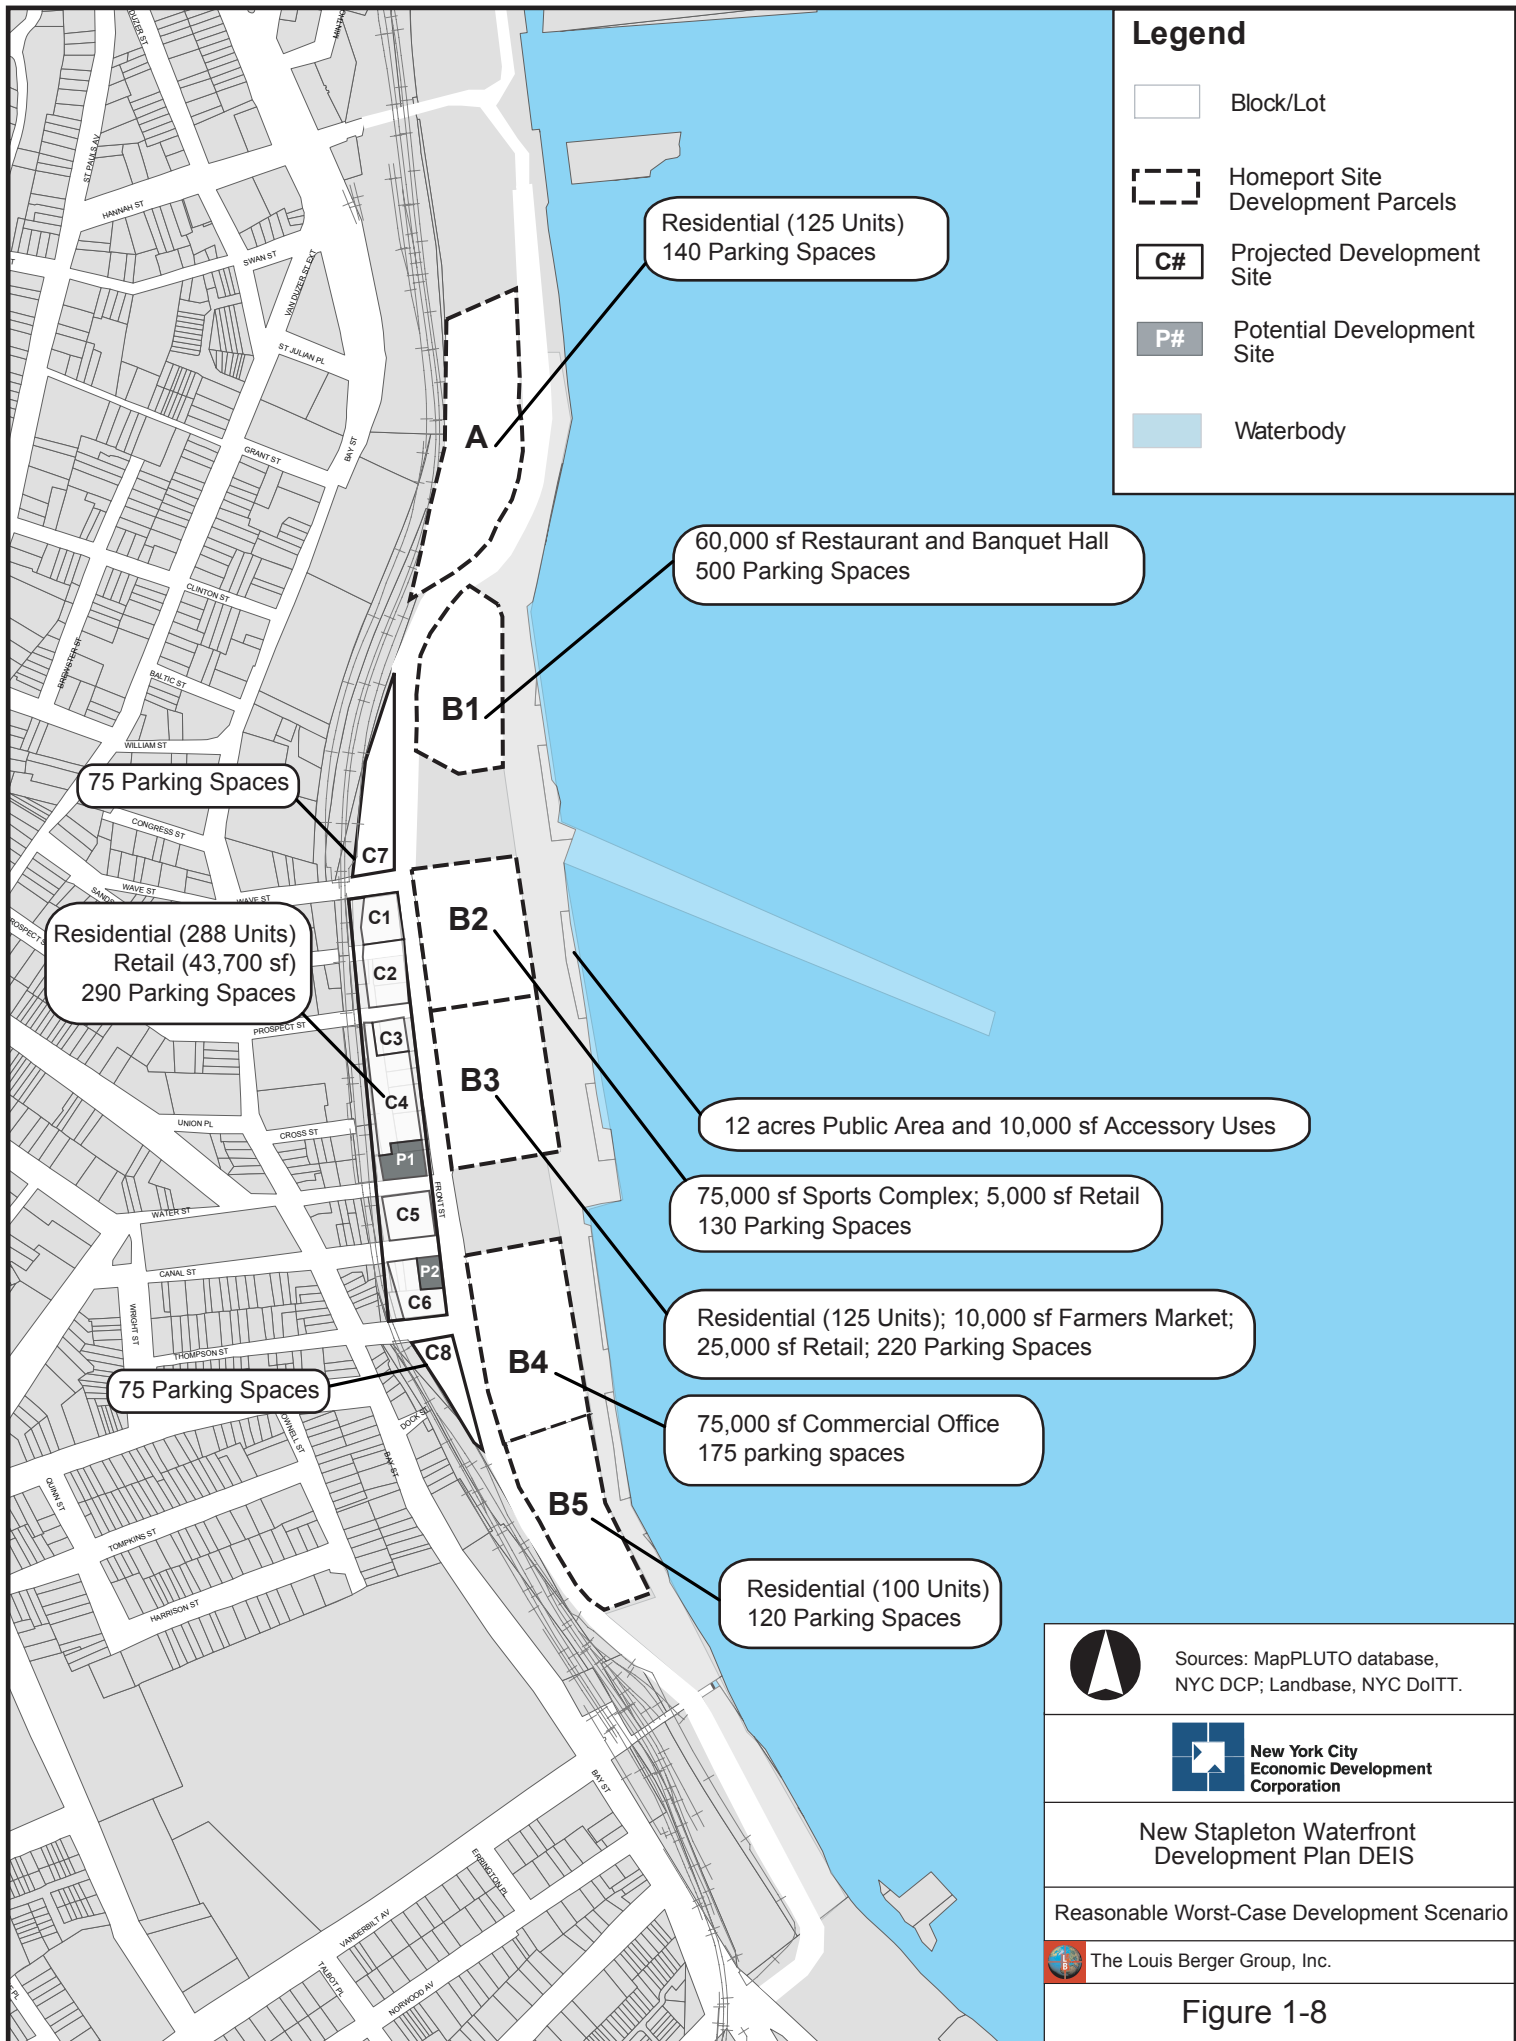 Legend
Block/Lot
Homeport Site
Development Parcels
C#
Projected Development
Site
P#
Potential Development
Site
Waterbody
ST PAULS AV
HANNAH ST
SWAN ST
VAN DUZER ST EXT
ST JULIAN PL
GRANT ST
BAY ST
CLINTON ST
BREWSTER ST
BALTIC ST
WILLIAM ST
CONGRESS ST
WAVE ST
WAVE ST
PROSPECT ST
UNION PL
CROSS ST
WATER ST
CANAL ST
FRONT ST
WRIGHT ST
THOMPSON ST
DOCK ST
BAY ST
QUINN ST
TOMPKINS ST
HARRISON ST
BAY ST
ERRINGTON PL
VANDERBILT AV
TALBOT PL
NORWOOD AV
Residential (125 Units)
140 Parking Spaces
A
60,000 sf Restaurant and Banquet Hall
500 Parking Spaces
B1
75 Parking Spaces
C7
Residential (288 Units)
Retail (43,700 sf)
290 Parking Spaces
C1
C2
C3
C4
P1
C5
P2
C6
C8
B2
B3
B4
B5
12 acres Public Area and 10,000 sf Accessory Uses
75,000 sf Sports Complex; 5,000 sf Retail
130 Parking Spaces
Residential (125 Units); 10,000 sf Farmers Market;
25,000 sf Retail; 220 Parking Spaces
75 Parking Spaces
75,000 sf Commercial Office
175 parking spaces
Residential (100 Units)
120 Parking Spaces
Sources: MapPLUTO database,
NYC DCP; Landbase, NYC DoITT.
New York City
Economic Development
Corporation
New Stapleton Waterfront
Development Plan DEIS
Reasonable Worst-Case Development Scenario
The Louis Berger Group, Inc.
Figure 1-8